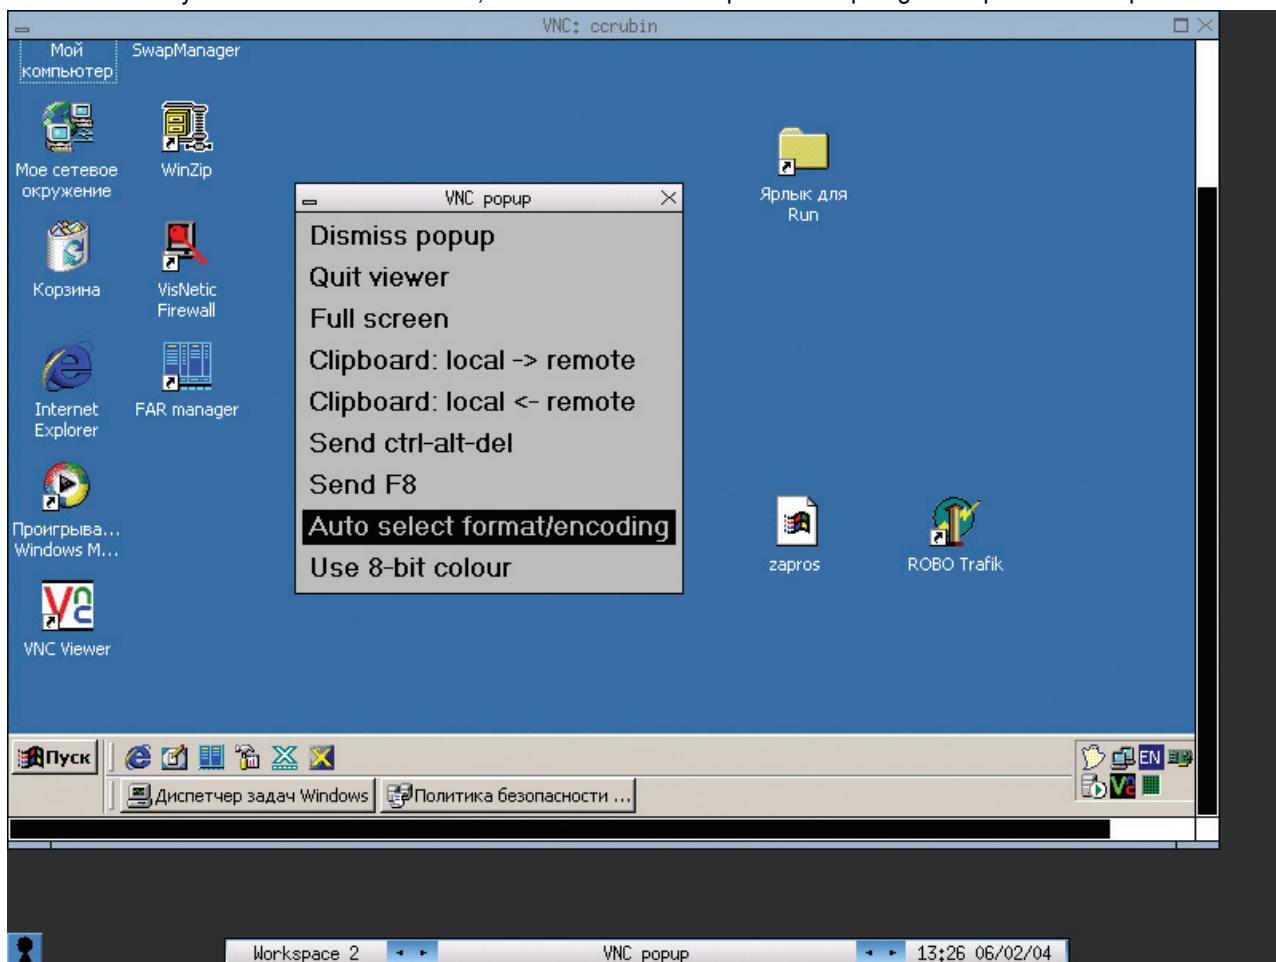 VNC: ccrubin
Мой
компьютер
SwapManager
Мое сетевое
окружение
WinZip
Ярлык для
Run
Корзина
VisNetic
Firewall
Internet
Explorer
FAR manager
Проигрыва...
Windows M...
VNC Viewer
VNC popup
Dismiss popup
Quit viewer
Full screen
Clipboard: local -> remote
Clipboard: local <- remote
Send ctrl-alt-del
Send F8
Auto select format/encoding
Use 8-bit colour
zapros
ROBO Trafik
Пуск
EN
Диспетчер задач Windows
Политика безопасности ...
Workspace 2
VNC popup
13:26 06/02/04